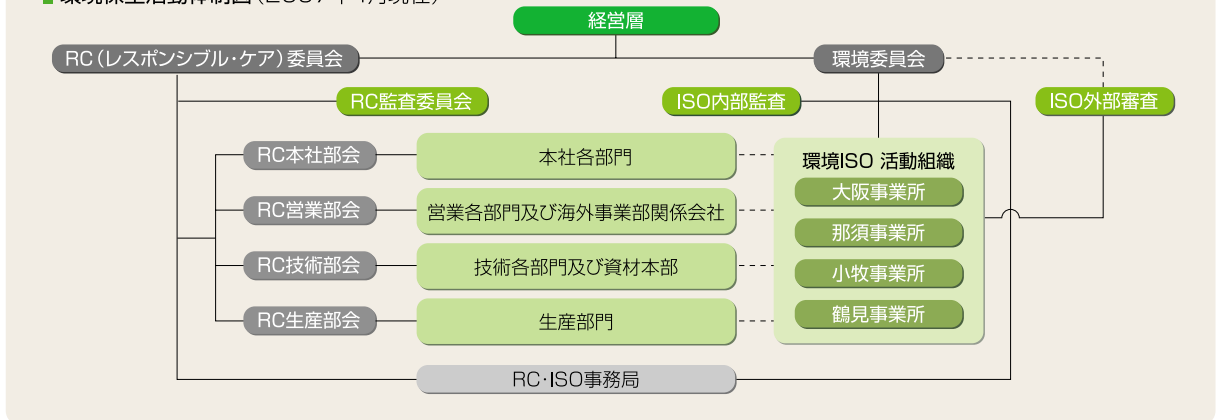 経営層
RC(レスポンシブル・ケア)委員会
環境委員会
RC監査委員会
ISO内部監査
ISO外部審査
RC本社部会
本社各部門
環境ISO 活動組織
大阪事業所
RC営業部会
営業各部門及び海外事業部関係会社
那須事業所
RC技術部会
技術各部門及び資材本部
小牧事業所
RC生産部会
生産部門
鶴見事業所
RC・ISO事務局